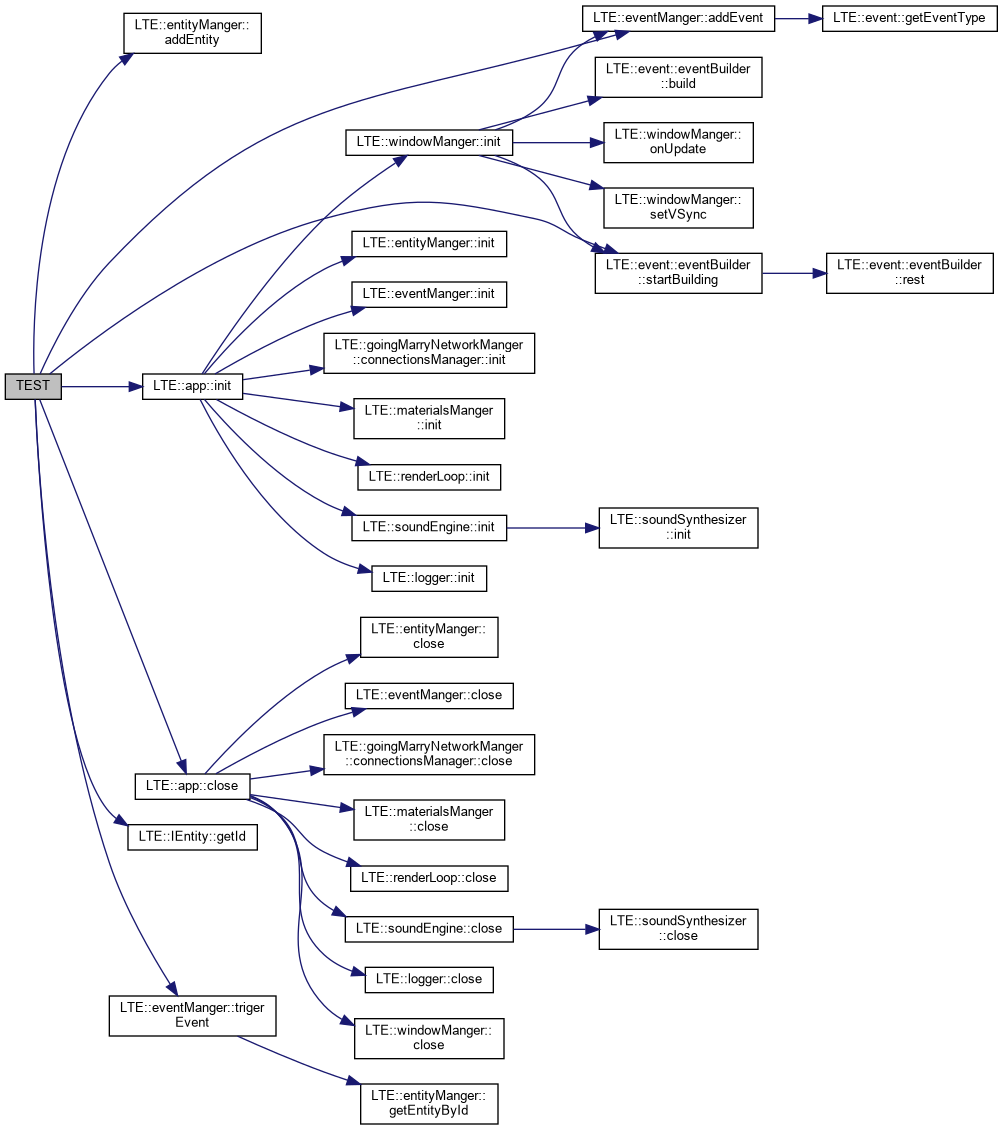 TEST
LTE::entityManger::
addEntity
LTE::eventManger::addEvent
LTE::event::getEventType
LTE::event::eventBuilder
::build
LTE::windowManger::init
LTE::windowManger::
onUpdate
LTE::windowManger::
setVSync
LTE::entityManger::init
LTE::event::eventBuilder
::startBuilding
LTE::event::eventBuilder
::rest
LTE::eventManger::init
LTE::goingMarryNetworkManger
::connectionsManager::init
LTE::app::init
LTE::materialsManger
::init
LTE::renderLoop::init
LTE::soundEngine::init
LTE::soundSynthesizer
::init
LTE::logger::init
LTE::entityManger::
close
LTE::eventManger::close
LTE::goingMarryNetworkManger
::connectionsManager::close
LTE::app::close
LTE::materialsManger
::close
LTE::IEntity::getId
LTE::renderLoop::close
LTE::soundEngine::close
LTE::soundSynthesizer
::close
LTE::logger::close
LTE::eventManger::triger
Event
LTE::windowManger::
close
LTE::entityManger::
getEntityById